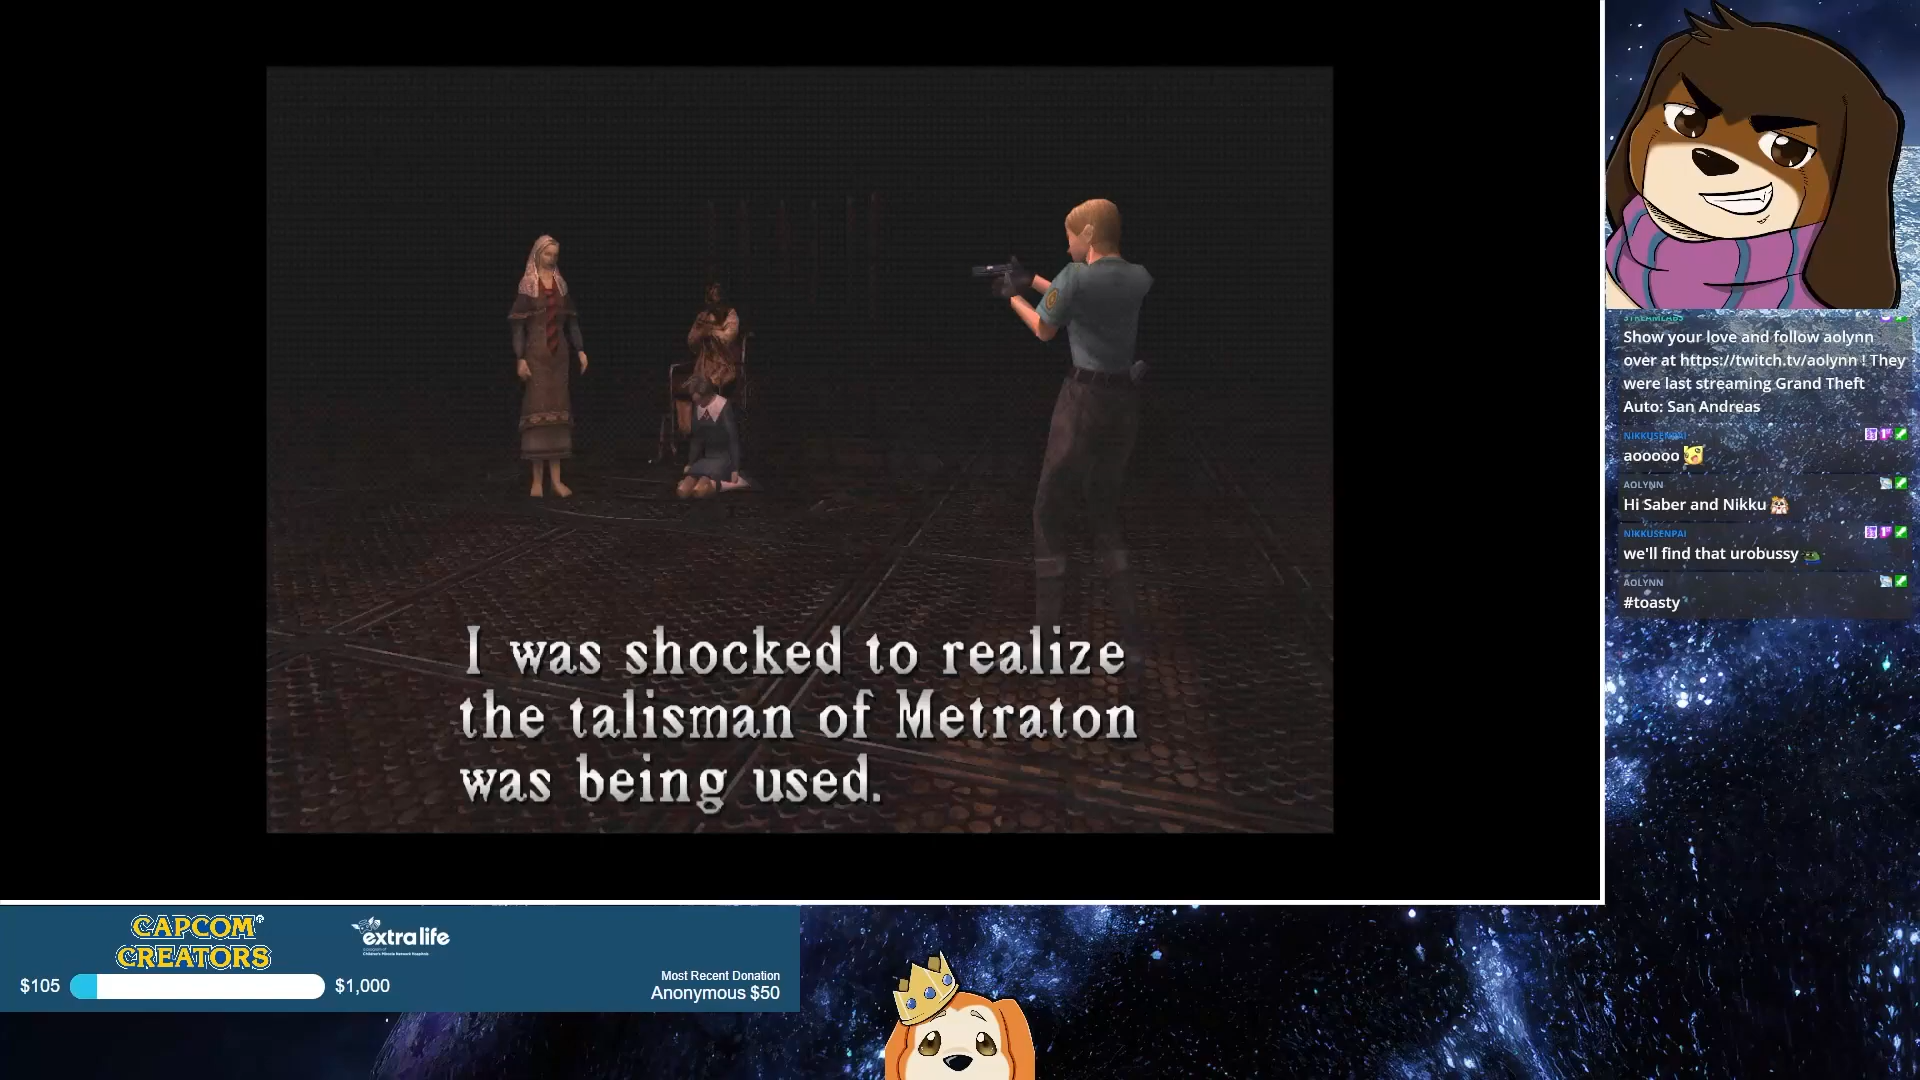 I was shocked to realize
the talisman of Metraton
was being used.
STREAMLABS
Show your love and follow aolynn
over at https://twitch.tv/aolynn ! They
were last streaming Grand Theft
Auto: San Andreas
NIKKUSENPAI
aooooo
AOLYNN
Hi Saber and Nikku
NIKKUSENPAI
we'll find that urobussy
AOLYNN
#toasty
CAPCOM
CREATORS
extralife
$105
$1,000
Most Recent Donation
Anonymous $50